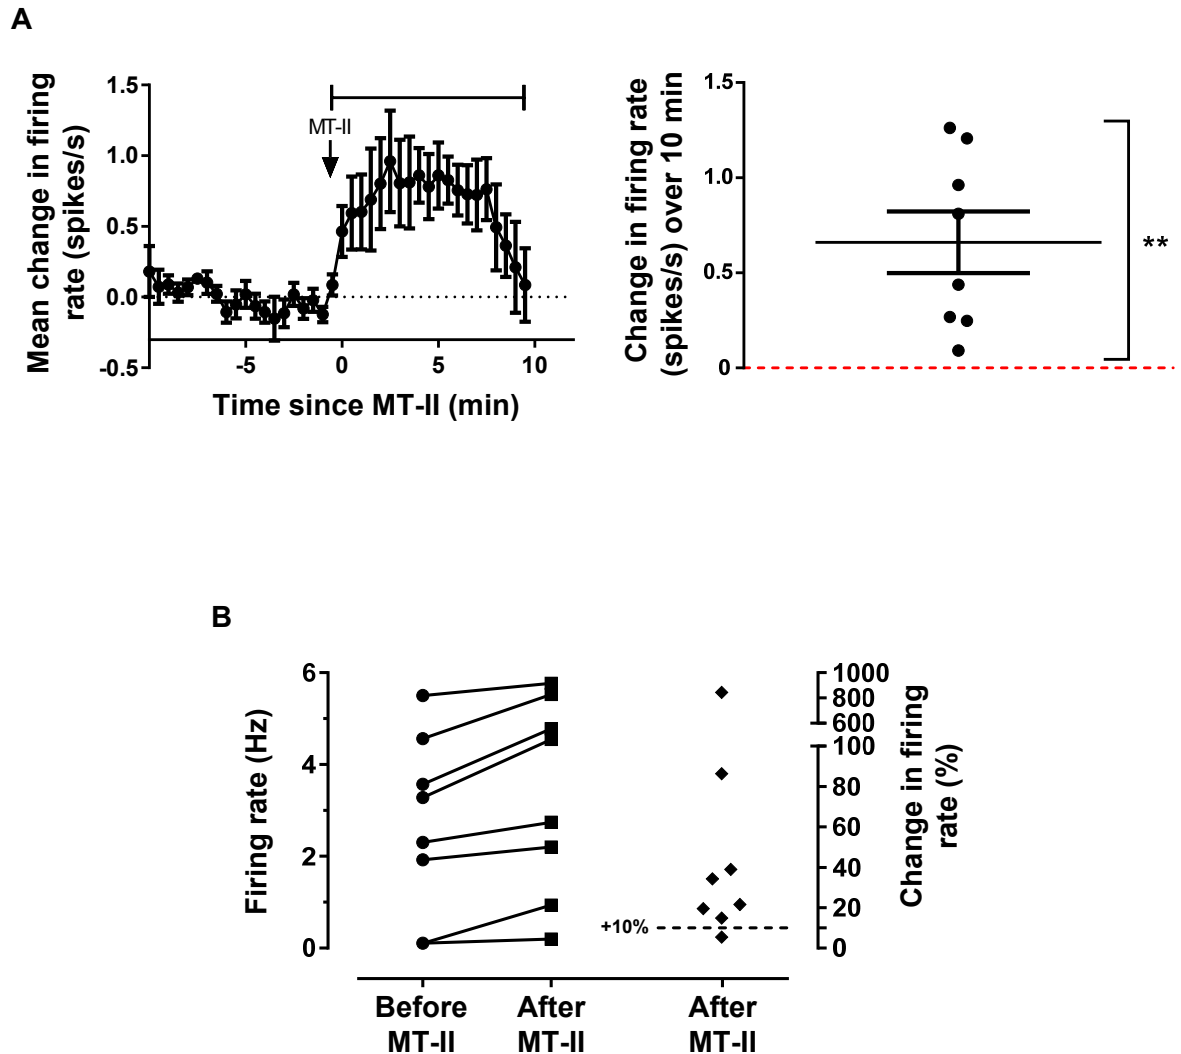 A
Mean change in firing
rate (spikes/s)
1.5
1.0
0.5
0.0
-0.5
MT-II
-5
0
5
10
Time since MT-II (min)
Change in firing rate
(spikes/s) over 10 min
1.5
1.0
0.5
0
**
B
Firing rate (Hz)
6
4
2
0
+10%
1000
800
600
100
80
60
40
20
0
Change in firing
rate (%)
Before
MT-II
After
MT-II
After
MT-II